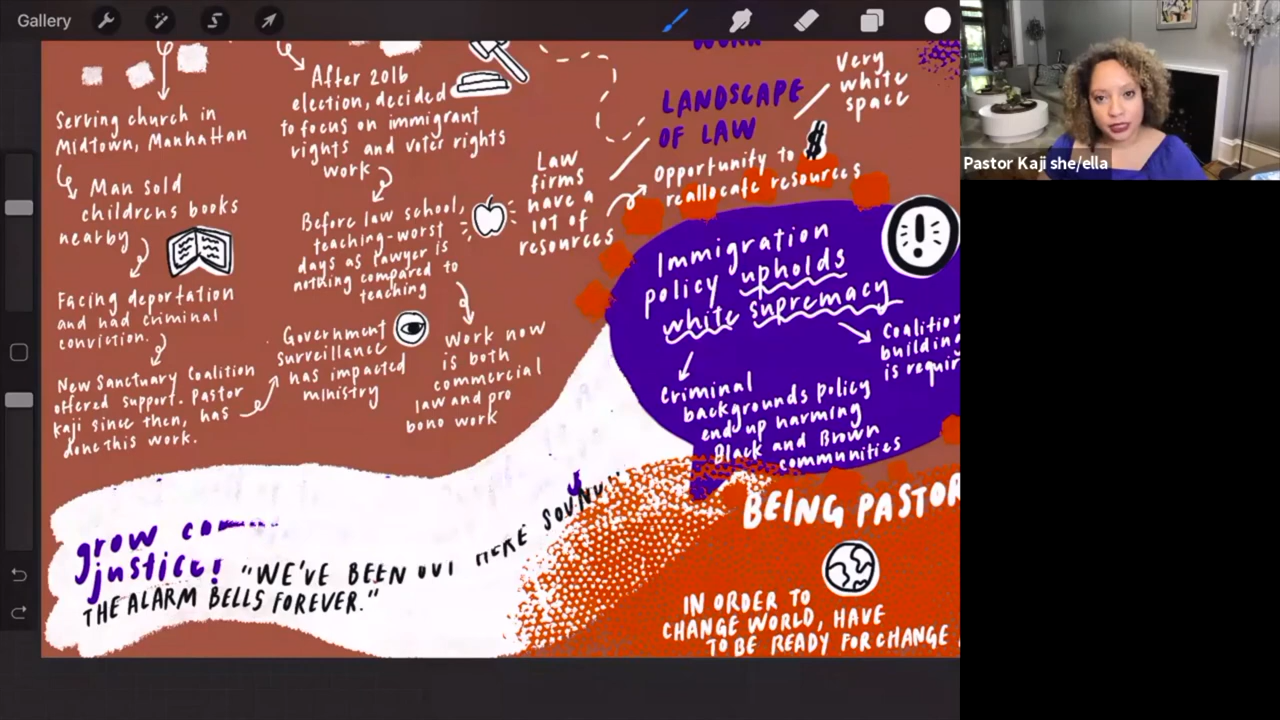 Gallery
Serving church in
Midtown, Manhattan
Man sold
childrens books
nearby
Facing deportation
and had criminal
conviction.
New Sanctuary Coalition
offered support. Pastor
Kaji since then, has
done this work.
Government
surveillance
has impacted
ministry
After 2016
election, decided
to focus on immigrant
rights and voter rights
work
Before law school,
teaching-worst
days as lawyer is
nothing compared to
teaching
Work now
is both
commercial
law and pro
bono work
Law
firms
have a
lot of
resources
WORK
LANDSCAPE
OF LAW
Very
white
space
Opportunity to $
reallocate resources
Immigration
policy upholds
white supremacy
Criminal
backgrounds policy
end up harming
Black and Brown
communities
Coalition
building
is requir
grow
justice!
"WE'VE BEEN OUT HERE
THE ALARM BELLS FOREVER."
BEING PASTOR
IN ORDER TO
CHANGE WORLD, HAVE
TO BE READY FOR CHANGE
Pastor Kaji she/ella